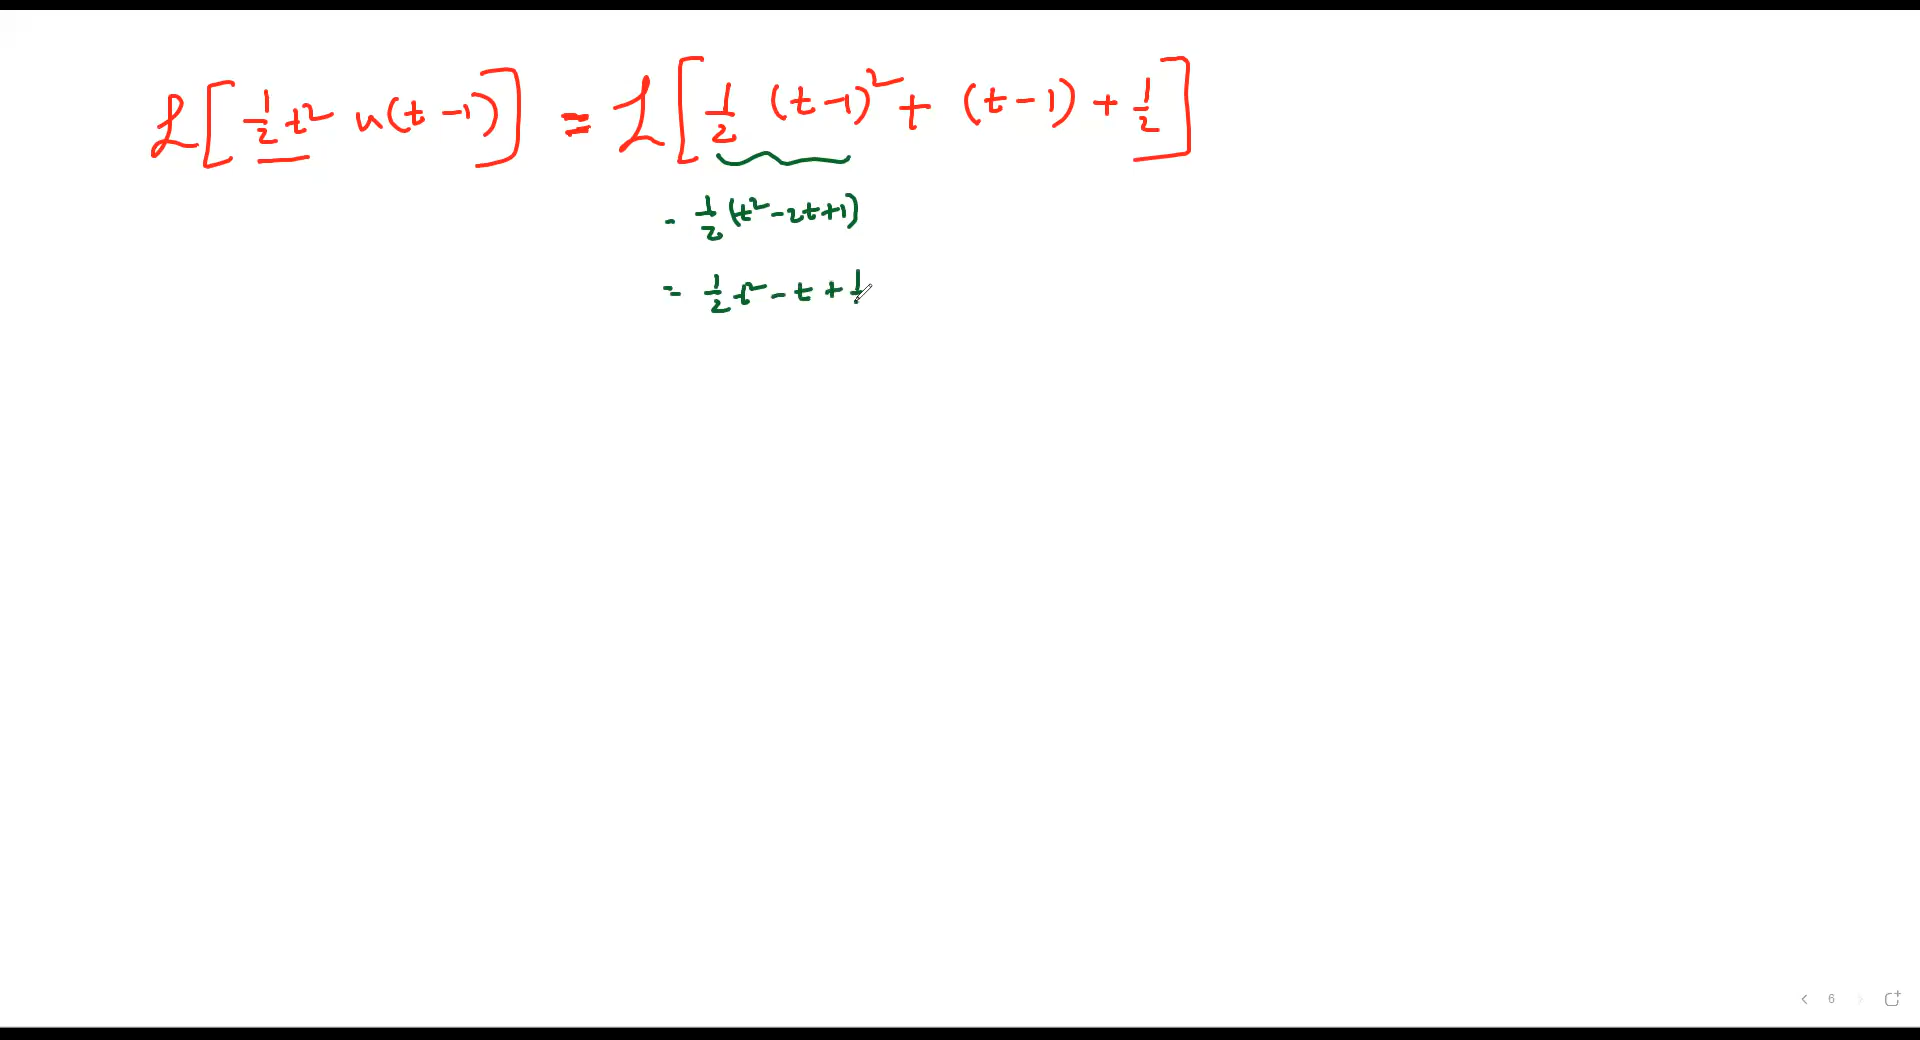 ℒ[½t² u(t−1)] = ℒ[½ (t−1)² + (t−1) + ½]
- ½(t²−2t+1)
= ½t² − t + 1
6